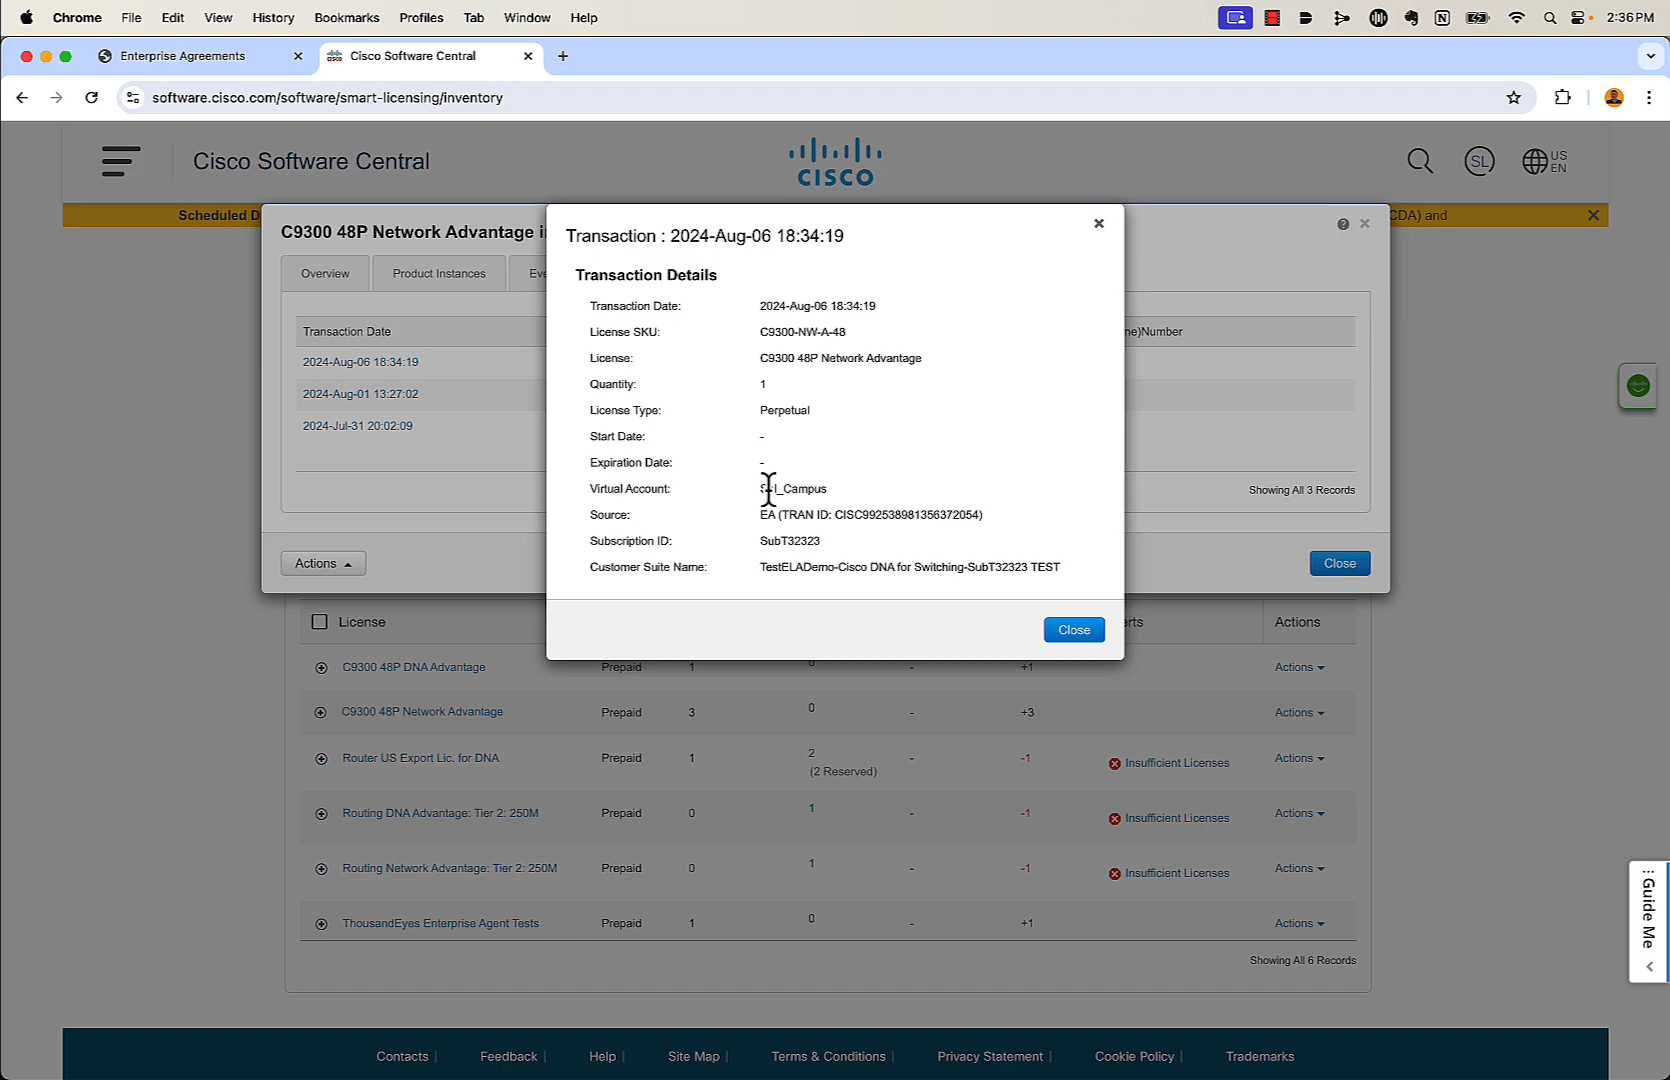 Chrome File Edit View History Bookmarks Profiles Tab Window Help 2:36 PM
Enterprise Agreements Cisco Software Central
software.cisco.com/software/smart-licensing/inventory
Cisco Software Central CISCO SL US EN
Scheduled CDA) and
C9300 48P Network Advantage
Overview Product Instances
Transaction Date Number
2024-Aug-06 18:34:19
2024-Aug-01 13:27:02
2024-Jul-31 20:02:09
Showing All 3 Records
Actions Close
Transaction : 2024-Aug-06 18:34:19
Transaction Details
Transaction Date: 2024-Aug-06 18:34:19
License SKU: C9300-NW-A-48
License: C9300 48P Network Advantage
Quantity: 1
License Type: Perpetual
Start Date: -
Expiration Date: -
Virtual Account: _Campus
Source: EA (TRAN ID: CISC992538981356372054)
Subscription ID: SubT32323
Customer Suite Name: TestELADemo-Cisco DNA for Switching-SubT32323 TEST
Close
License Actions
C9300 48P DNA Advantage Prepaid 1 0 - +1 Actions
C9300 48P Network Advantage Prepaid 3 0 - +3 Actions
Router US Export Lic. for DNA Prepaid 1 2 (2 Reserved) - -1 Insufficient Licenses Actions
Routing DNA Advantage: Tier 2: 250M Prepaid 0 1 - -1 Insufficient Licenses Actions
Routing Network Advantage: Tier 2: 250M Prepaid 0 1 - -1 Insufficient Licenses Actions
ThousandEyes Enterprise Agent Tests Prepaid 1 0 - +1 Actions
Showing All 6 Records
Guide Me
Contacts | Feedback | Help | Site Map | Terms & Conditions | Privacy Statement | Cookie Policy | Trademarks